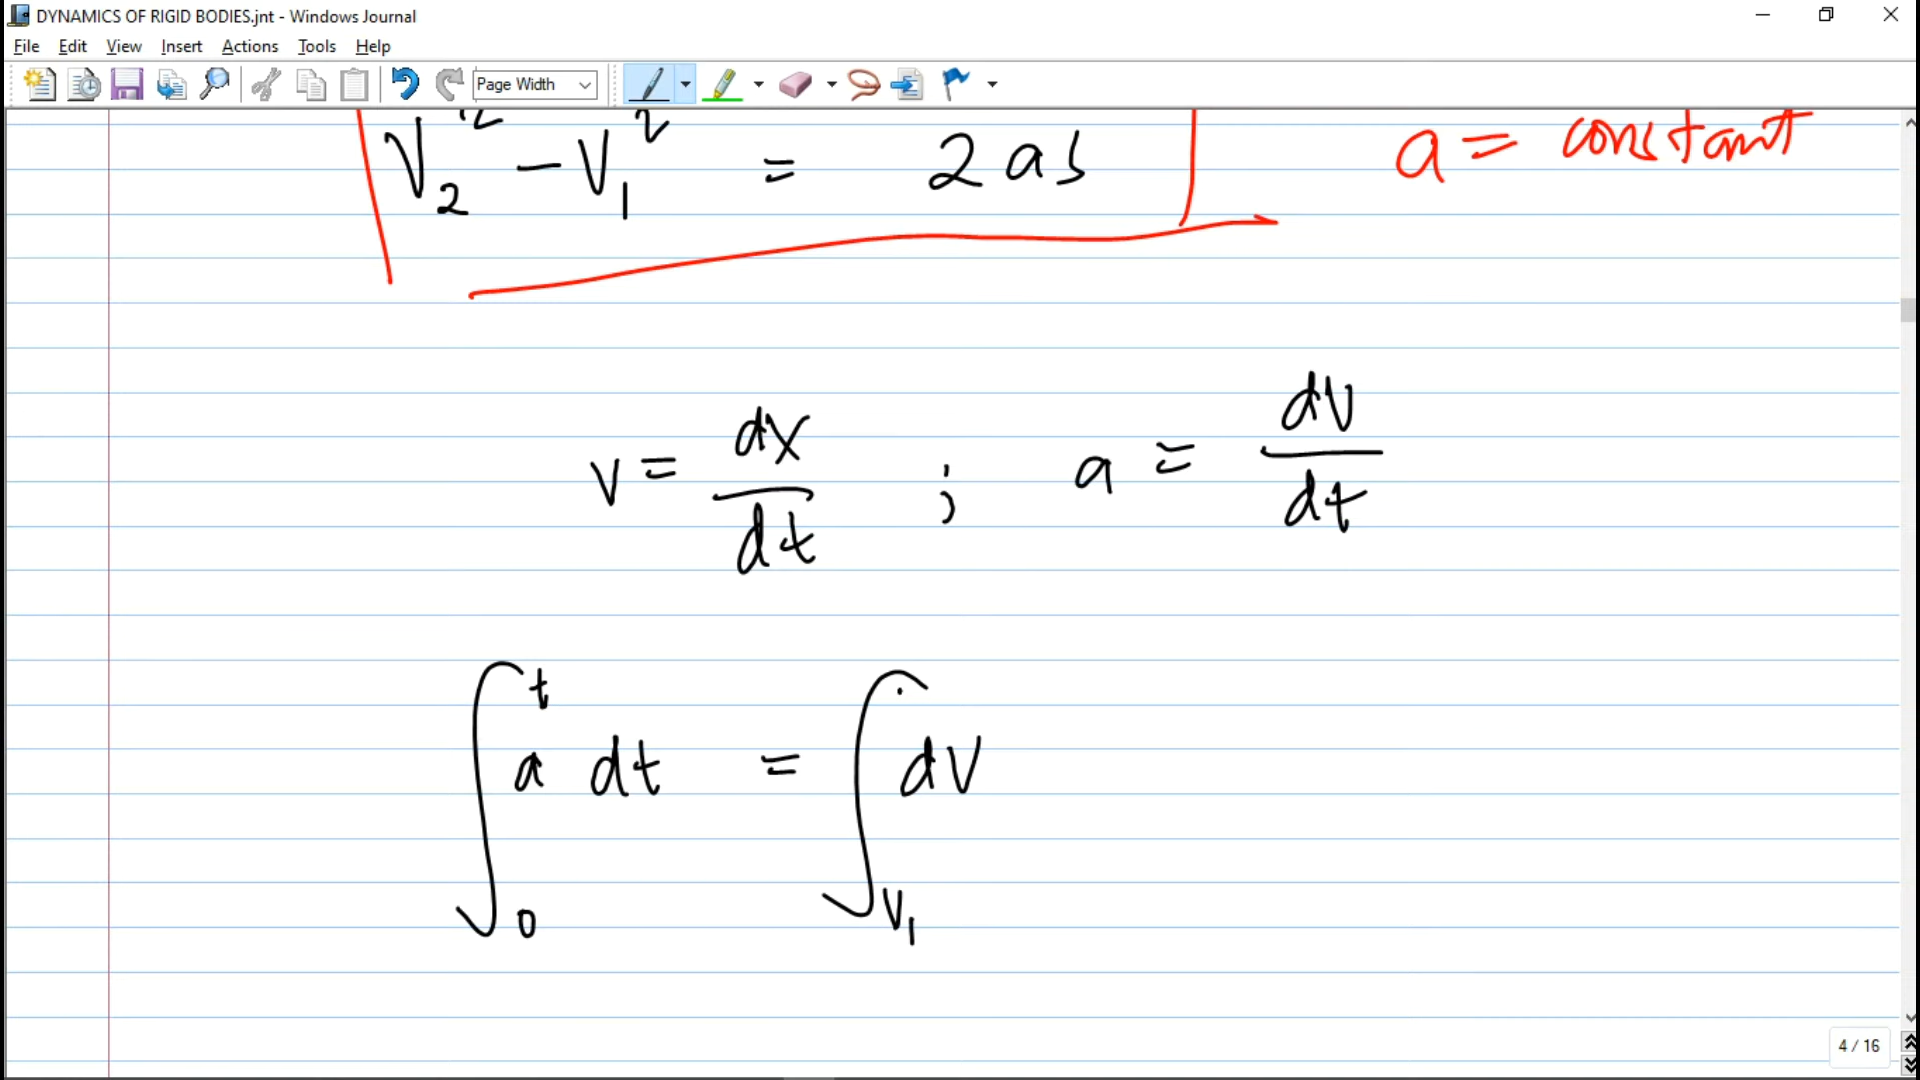 DYNAMICS OF RIGID BODIES.jnt - Windows Journal
File Edit View Insert Actions Tools Help
Page Width
V₂² - V₁² = 2as
a = constant
v = dx/dt ; a = dV/dt
∫₀ᵗ a dt = ∫_V₁ dV
4 / 16